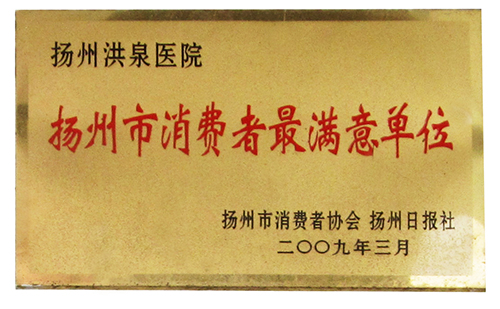 扬州洪泉医院
扬州市消费者最满意单位
扬州市消费者协会 扬州日报社
二〇〇九年三月